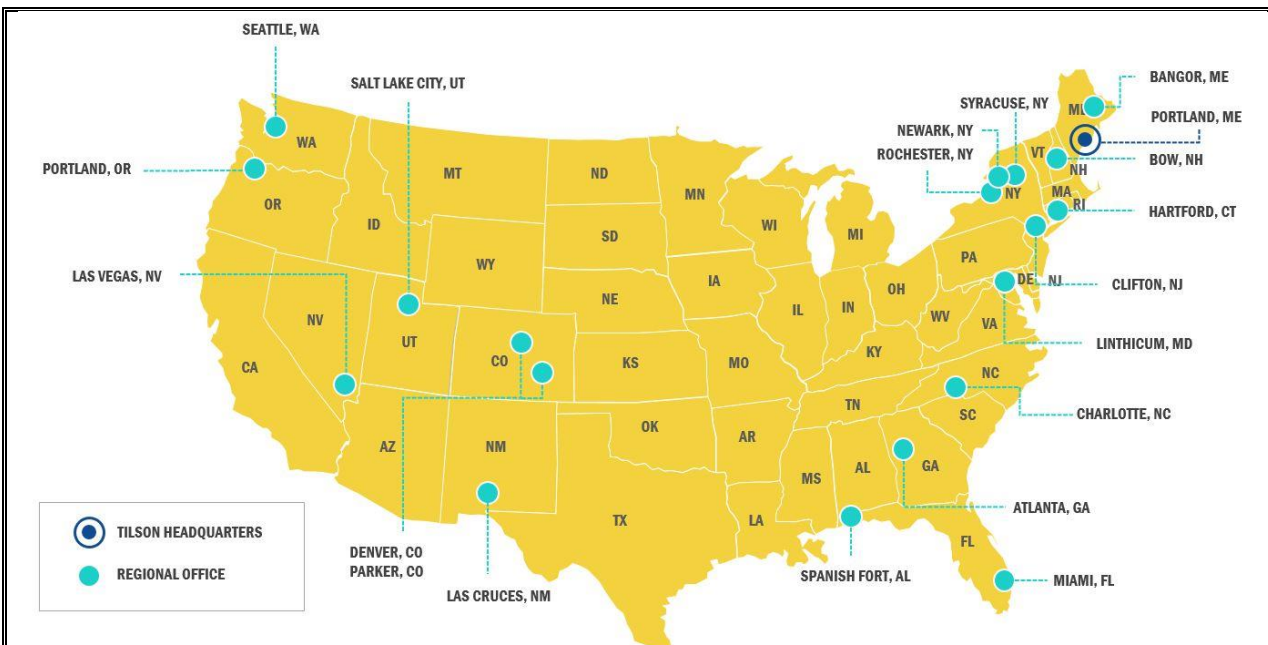 SEATTLE, WA
SALT LAKE CITY, UT
PORTLAND, OR
LAS VEGAS, NV
BANGOR, ME
SYRACUSE, NY
PORTLAND, ME
NEWARK, NY
ROCHESTER, NY
BOW, NH
HARTFORD, CT
CLIFTON, NJ
LINTHICUM, MD
CHARLOTTE, NC
ATLANTA, GA
MIAMI, FL
SPANISH FORT, AL
DENVER, CO
PARKER, CO
LAS CRUCES, NM
WA
OR
ID
MT
ND
MN
SD
WY
WI
MI
IA
NE
NV
UT
CO
CA
KS
MO
IL
IN
OH
KY
WV
VA
PA
NY
VT
NH
ME
MA
RI
DE
NJ
NC
TN
SC
AZ
NM
OK
AR
MS
AL
GA
TX
LA
FL
TILSON HEADQUARTERS
REGIONAL OFFICE